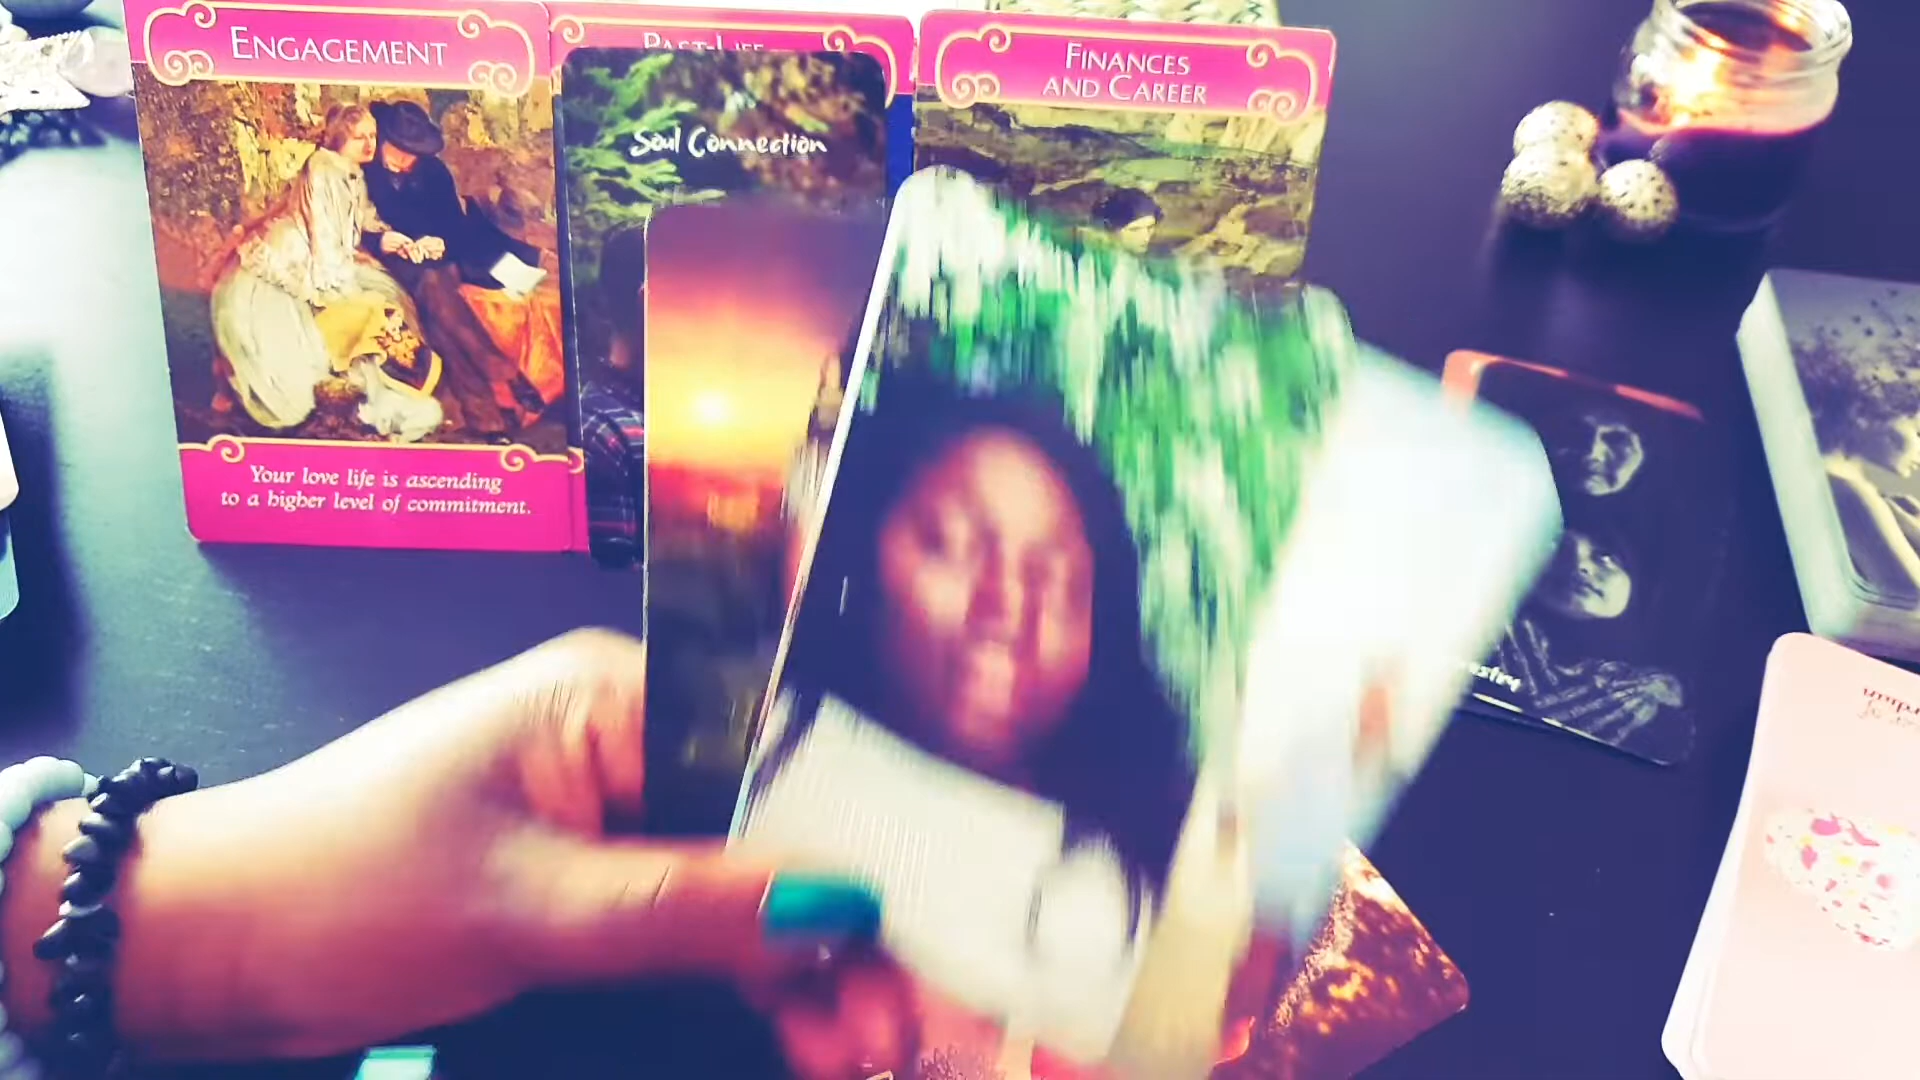 ENGAGEMENT
Your love life is ascending
to a higher level of commitment.
PAST-LIFE
Soul Connection
FINANCES
AND CAREER